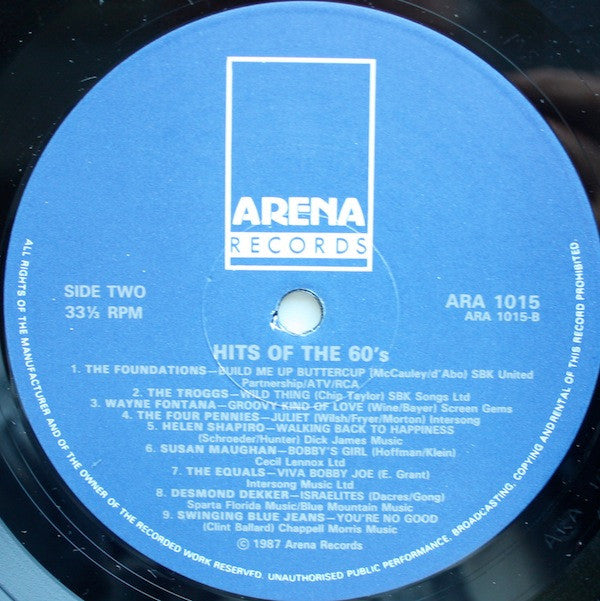 ARENA
RECORDS
SIDE TWO
33⅓ RPM
ARA 1015
ARA 1015-B
HITS OF THE 60's
1. THE FOUNDATIONS—BUILD ME UP BUTTERCUP (McCauley/d'Abo) SBK United
Partnership/ATV/RCA
2. THE TROGGS—WILD THING (Chip Taylor) SBK Songs Ltd
3. WAYNE FONTANA—GROOVY KIND OF LOVE (Wine/Bayer) Screen Gems
4. THE FOUR PENNIES—JULIET (Wilsh/Fryer/Morton) Intersong
5. HELEN SHAPIRO—WALKING BACK TO HAPPINESS
(Schroeder/Hunter) Dick James Music
6. SUSAN MAUGHAN—BOBBY'S GIRL (Hoffman/Klein)
Cecil Lennox Ltd
7. THE EQUALS—VIVA BOBBY JOE (E. Grant)
Intersong Music Ltd
8. DESMOND DEKKER—ISRAELITES (Dacres/Gong)
Sparta Florida Music/Blue Mountain Music
9. SWINGING BLUE JEANS—YOU'RE NO GOOD
(Clint Ballard) Chappell Morris Music
© 1987 Arena Records
ALL RIGHTS OF THE MANUFACTURER AND OF THE OWNER OF THE RECORDED WORK RESERVED. UNAUTHORISED PUBLIC PERFORMANCE, BROADCASTING, COPYING AND RENTAL OF THIS RECORD PROHIBITED.